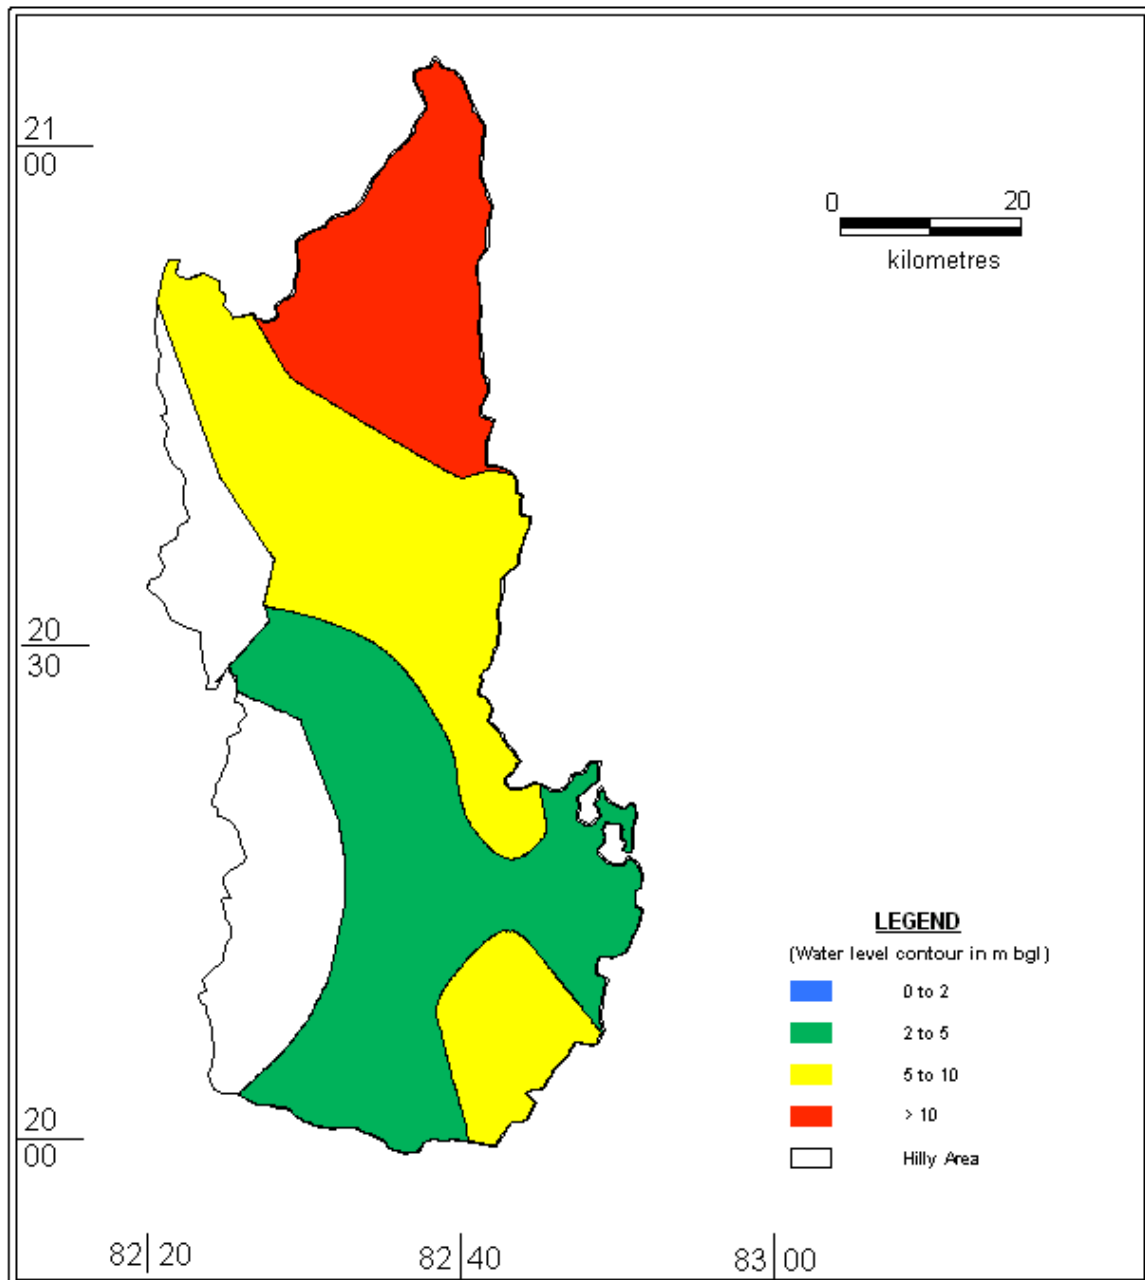 21
00
0 20
kilometres
20
30
LEGEND
(Water level contour in m bgl)
0 to 2
2 to 5
5 to 10
> 10
Hilly Area
20
00
82 20
82 40
83 00